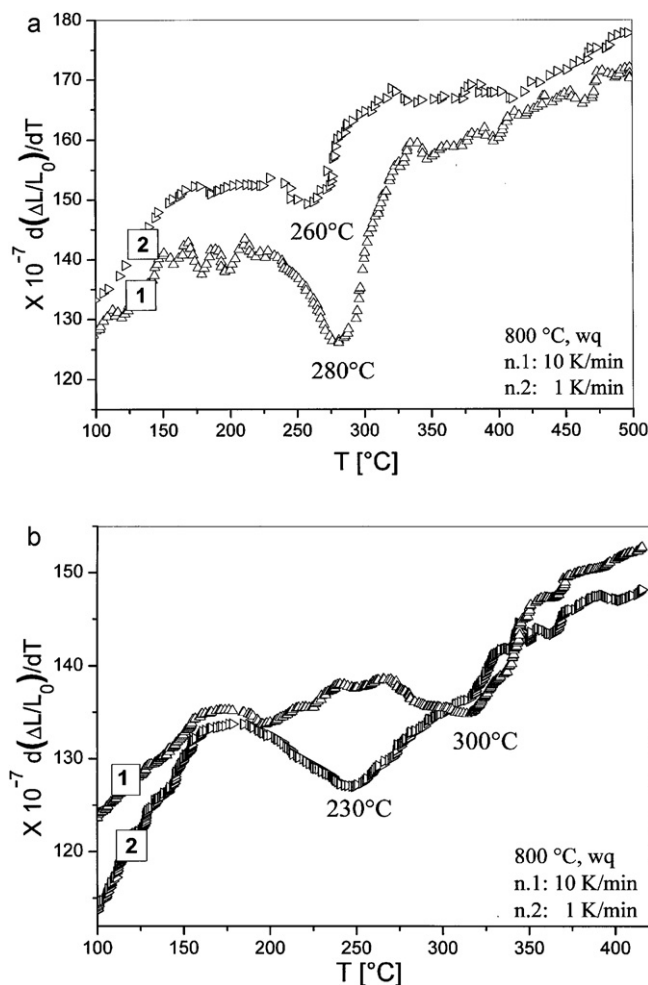 a
180
170
160
150
140
130
120
X 10⁻⁷ d(ΔL/L₀)/dT
2
1
260°C
280°C
800 °C, wq
n.1: 10 K/min
n.2: 1 K/min
100 150 200 250 300 350 400 450 500
T [°C]
b
150
140
130
120
X 10⁻⁷ d(ΔL/L₀)/dT
1
2
230°C
300°C
800 °C, wq
n.1: 10 K/min
n.2: 1 K/min
100 150 200 250 300 350 400
T [°C]